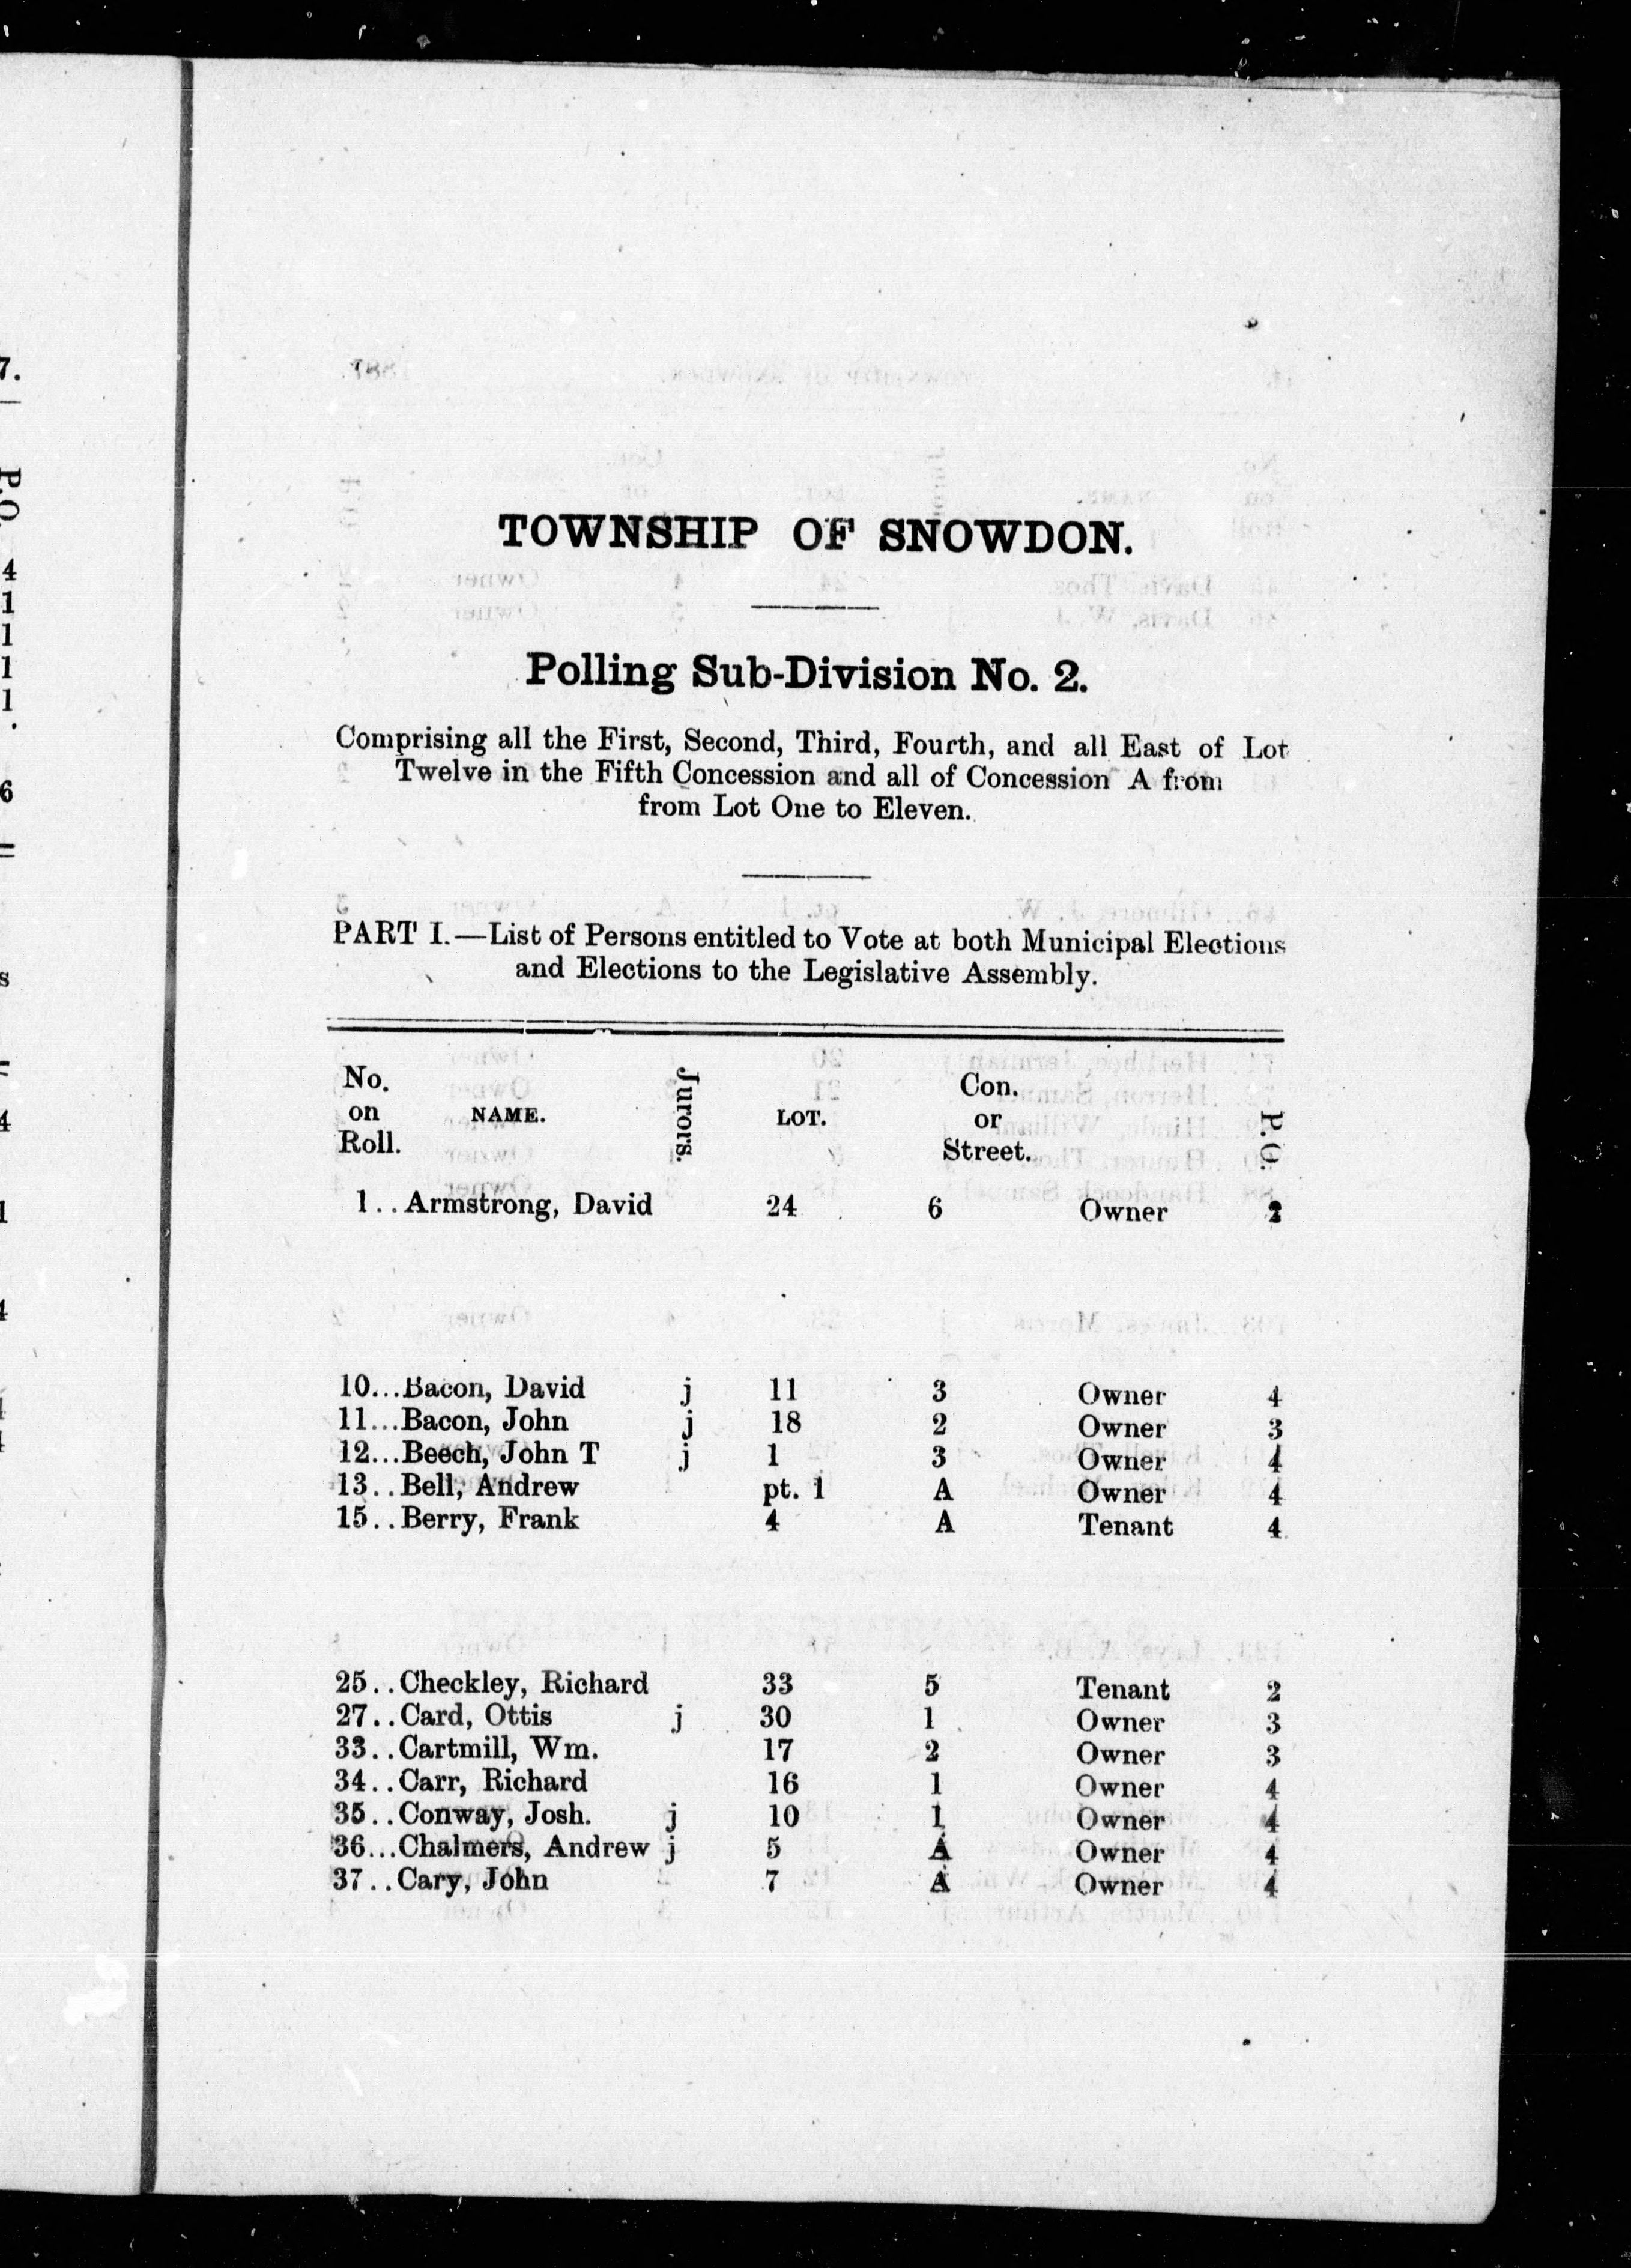 TOWNSHIP OF SNOWDON.
Polling Sub-Division No. 2.
Comprising all the First, Second, Third, Fourth, and all East of Lot
Twelve in the Fifth Concession and all of Concession A from
from Lot One to Eleven.
PART I.—List of Persons entitled to Vote at both Municipal Elections
and Elections to the Legislative Assembly.
No. on Roll. NAME. Jurors. LOT. Con. or Street. P.O.
1.. Armstrong, David 24 6 Owner 2
10...Bacon, David j 11 3 Owner 4
11...Bacon, John j 18 2 Owner 3
12...Beech, John T j 1 3 Owner 4
13..Bell, Andrew pt. 1 A Owner 4
15..Berry, Frank 4 A Tenant 4
25..Checkley, Richard 33 5 Tenant 2
27..Card, Ottis j 30 1 Owner 3
33..Cartmill, Wm. 17 2 Owner 3
34..Carr, Richard 16 1 Owner 4
35..Conway, Josh. j 10 1 Owner 4
36...Chalmers, Andrew j 5 A Owner 4
37..Cary, John 7 A Owner 4